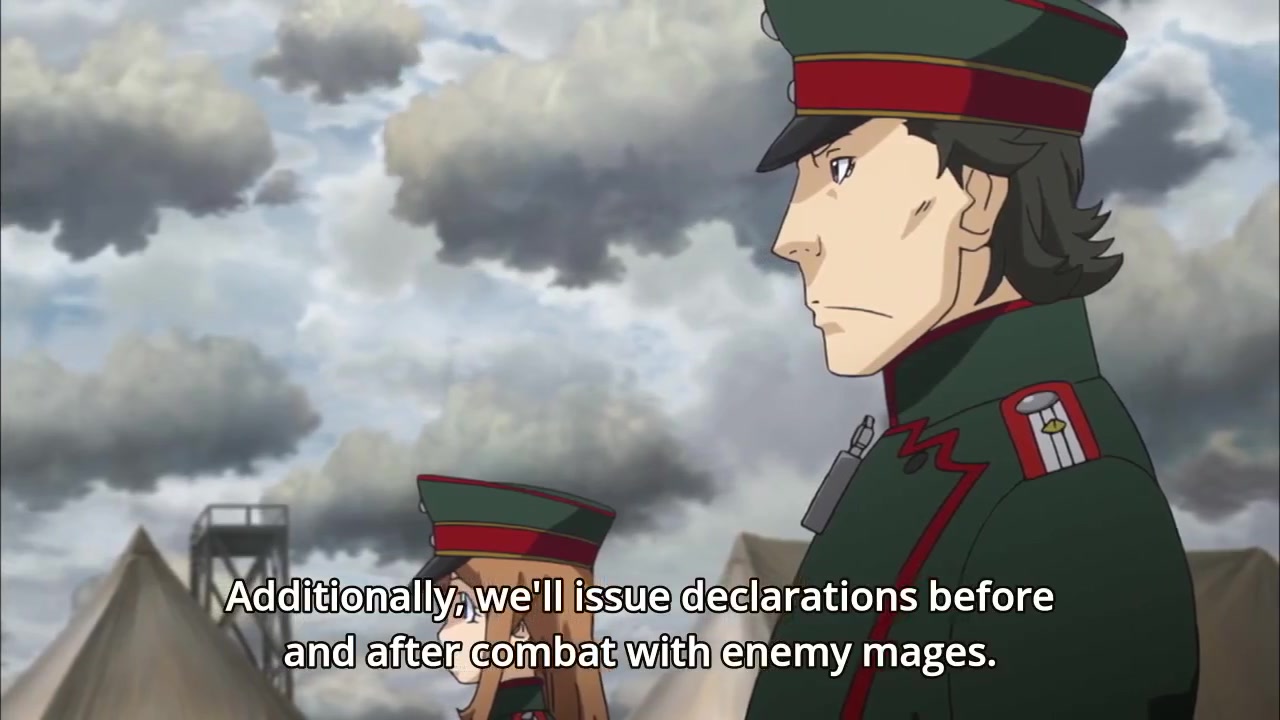 Additionally, we'll issue declarations before
and after combat with enemy mages.